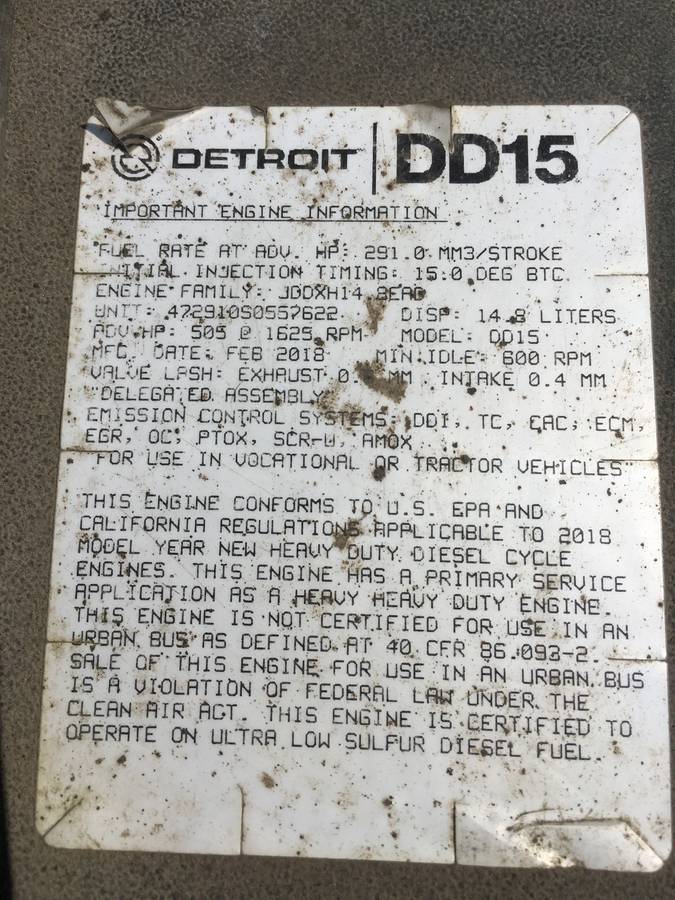 DETROIT DD15
IMPORTANT ENGINE INFORMATION
FUEL RATE AT ADV. HP: 291.0 MM3/STROKE
INITIAL INJECTION TIMING: 15.0 DEG BTC
ENGINE FAMILY:
UNIT: 472910S0557622 DISP: 14.8 LITERS
ADV HP: 505 @ 1625 RPM MODEL: DD15
MFG. DATE: FEB 2018 MIN.IDLE: 600 RPM
VALVE LASH: EXHAUST MM INTAKE 0.4 MM
"DELEGATED ASSEMBLY
EMISSION CONTROL SYSTEMS: DDI, TC, CAC, ECM,
EGR, OC, PTOX, SCR-U, AMOX
"FOR USE IN VOCATIONAL OR TRACTOR VEHICLES"
THIS ENGINE CONFORMS TO U.S. EPA AND
CALIFORNIA REGULATIONS APPLICABLE TO 2018
MODEL YEAR NEW HEAVY DUTY DIESEL CYCLE
ENGINES. THIS ENGINE HAS A PRIMARY SERVICE
APPLICATION AS A HEAVY HEAVY DUTY ENGINE.
THIS ENGINE IS NOT CERTIFIED FOR USE IN AN
URBAN BUS AS DEFINED AT 40 CFR 86.093-2.
SALE OF THIS ENGINE FOR USE IN AN URBAN BUS
IS A VIOLATION OF FEDERAL LAW UNDER THE
CLEAN AIR ACT. THIS ENGINE IS CERTIFIED TO
OPERATE ON ULTRA LOW SULFUR DIESEL FUEL.